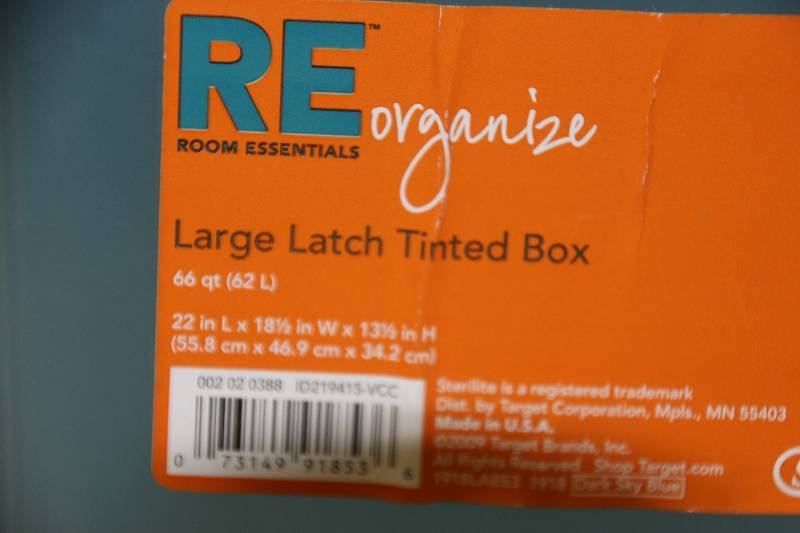 RE™
organize
ROOM ESSENTIALS
Large Latch Tinted Box
66 qt (62 L)
22 in L x 18½ in W x 13½ in H
(55.8 cm x 46.9 cm x 34.2 cm)
002 02 0388 ID219415-VCC
0 73149 91853 6
Sterilite is a registered trademark
Dist. by Target Corporation, Mpls., MN 55403
Made in U.S.A.
©2009 Target Brands, Inc.
All Rights Reserved Shop Target.com
1918LABS3 1918 Dark Sky Blue